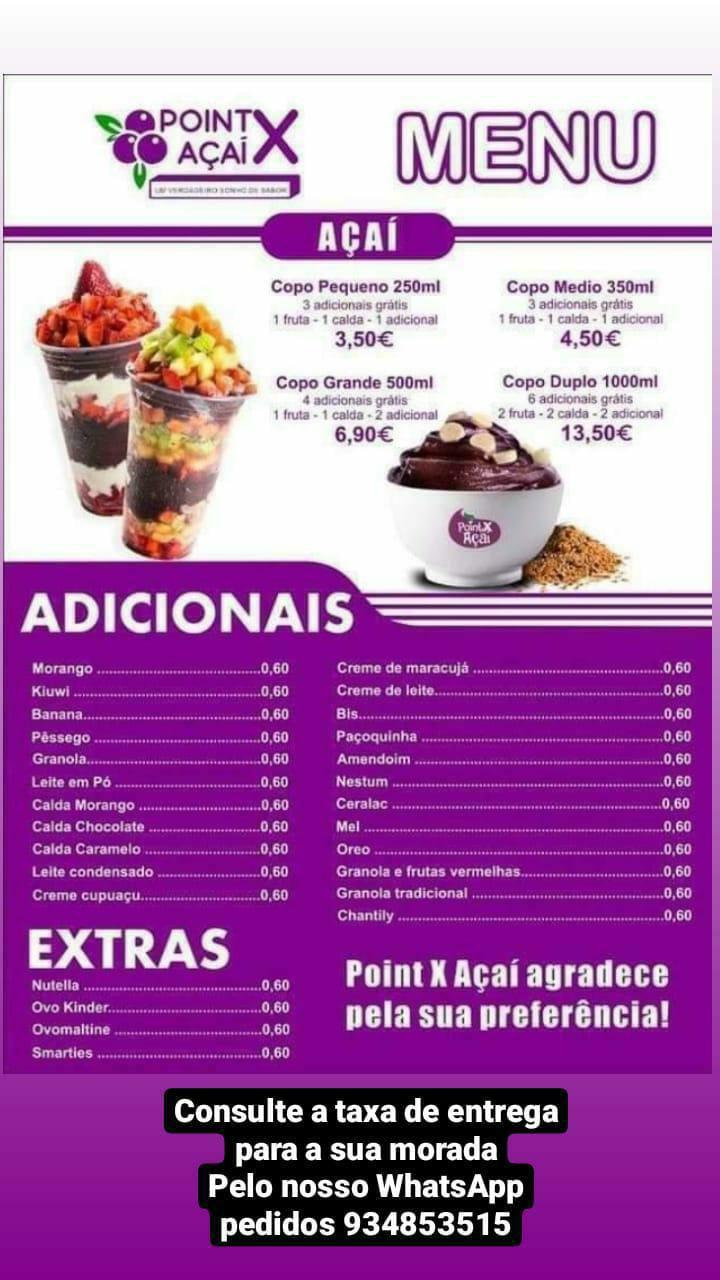 POINT X
AÇAÍ
UM VERDADEIRO SONHO DE SABOR
MENU
AÇAÍ
Copo Pequeno 250ml
3 adicionais grátis
1 fruta - 1 calda - 1 adicional
3,50€
Copo Medio 350ml
3 adicionais grátis
1 fruta - 1 calda - 1 adicional
4,50€
Copo Grande 500ml
4 adicionais grátis
1 fruta - 1 calda - 2 adicional
6,90€
Copo Duplo 1000ml
6 adicionais grátis
2 fruta - 2 calda - 2 adicional
13,50€
Point X
Açaí
ADICIONAIS
Morango 0,60
Kiuwi 0,60
Banana 0,60
Pêssego 0,60
Granola 0,60
Leite em Pó 0,60
Calda Morango 0,60
Calda Chocolate 0,60
Calda Caramelo 0,60
Leite condensado 0,60
Creme cupuaçu 0,60
Creme de maracujá 0,60
Creme de leite 0,60
Bis 0,60
Paçoquinha 0,60
Amendoim 0,60
Nestum 0,60
Ceralac 0,60
Mel 0,60
Oreo 0,60
Granola e frutas vermelhas 0,60
Granola tradicional 0,60
Chantily 0,60
EXTRAS
Nutella 0,60
Ovo Kinder 0,60
Ovomaltine 0,60
Smarties 0,60
Point X Açaí agradece
pela sua preferência!
Consulte a taxa de entrega
para a sua morada
Pelo nosso WhatsApp
pedidos 934853515